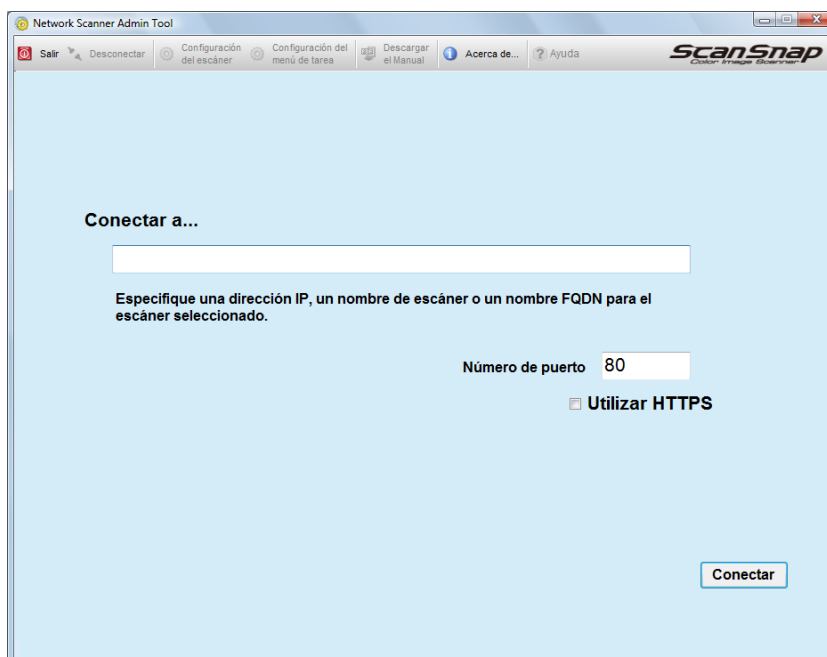 Network Scanner Admin Tool
Salir
Desconectar
Configuración
del escáner
Configuración del
menú de tarea
Descargar
el Manual
Acerca de...
Ayuda
ScanSnap
Color Image Scanner
Conectar a...
Especifique una dirección IP, un nombre de escáner o un nombre FQDN para el
escáner seleccionado.
Número de puerto 80
Utilizar HTTPS
Conectar